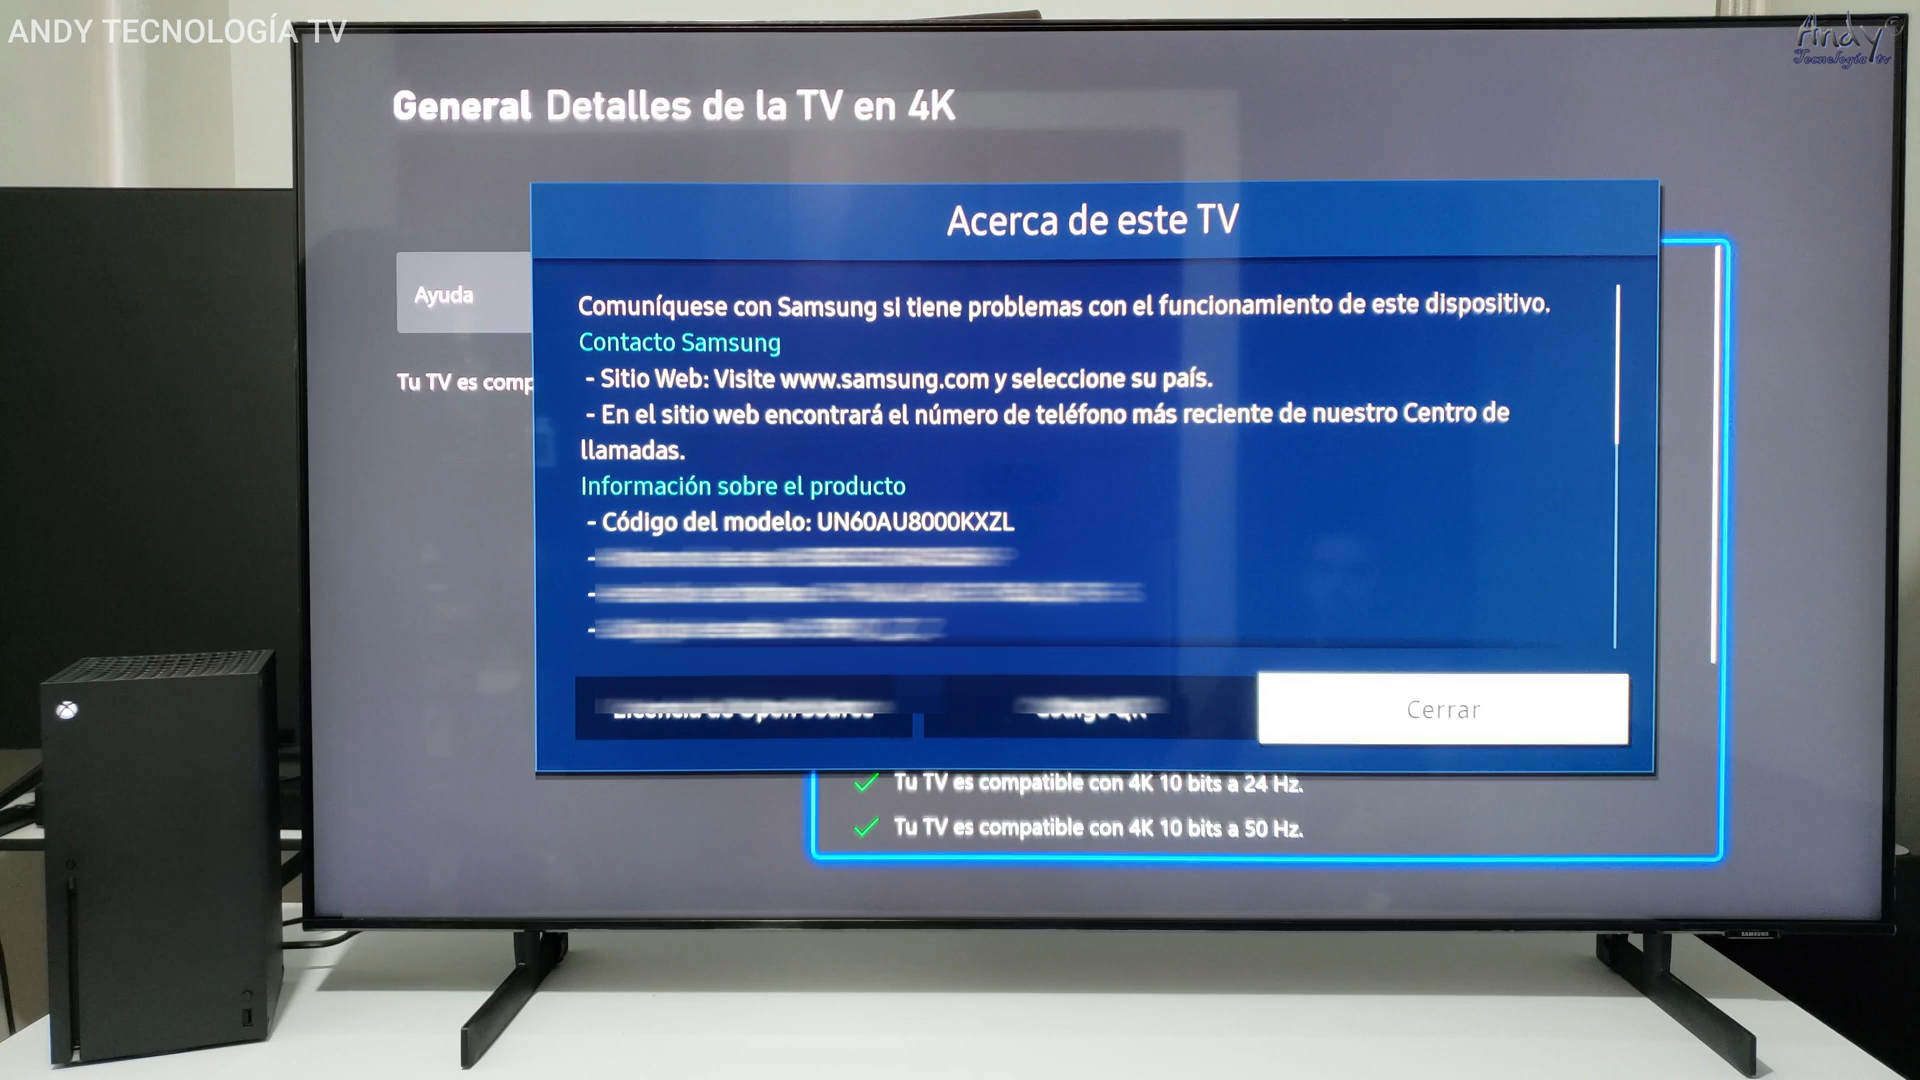 ANDY TECNOLOGÍA TV
Andy
Tecnología tv
General Detalles de la TV en 4K
Acerca de este TV
Ayuda
Tu TV es comp
Comuníquese con Samsung si tiene problemas con el funcionamiento de este dispositivo.
Contacto Samsung
- Sitio Web: Visite www.samsung.com y seleccione su país.
- En el sitio web encontrará el número de teléfono más reciente de nuestro Centro de
llamadas.
Información sobre el producto
- Código del modelo: UN60AU8000KXZL
Cerrar
Tu TV es compatible con 4K 10 bits a 24 Hz.
Tu TV es compatible con 4K 10 bits a 50 Hz.
SAMSUNG